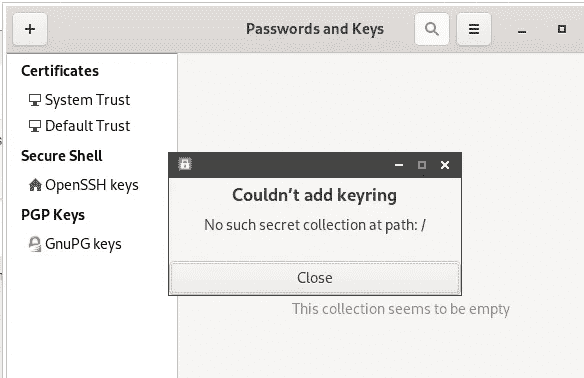 Passwords and Keys
Certificates
System Trust
Default Trust
Secure Shell
OpenSSH keys
PGP Keys
GnuPG keys
Couldn’t add keyring
No such secret collection at path: /
Close
This collection seems to be empty